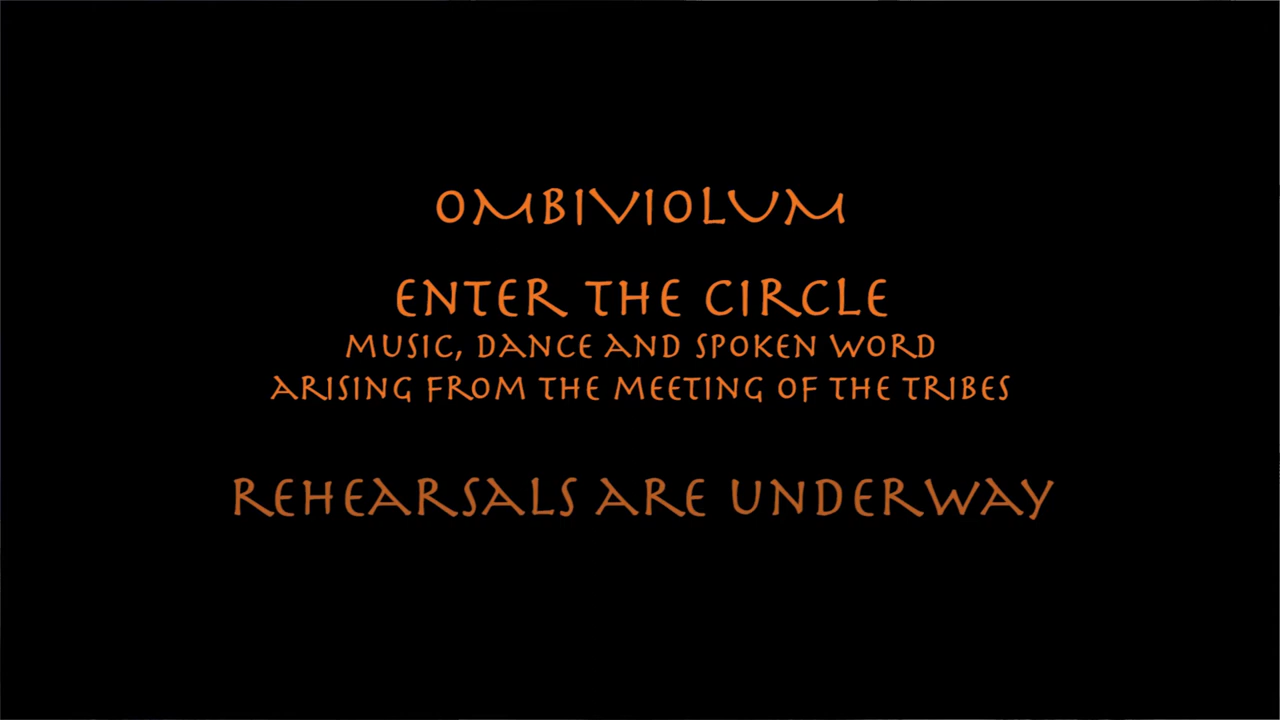 OMBIVIOLUM
ENTER THE CIRCLE
MUSIC, DANCE AND SPOKEN WORD
ARISING FROM THE MEETING OF THE TRIBES
REHEARSALS ARE UNDERWAY